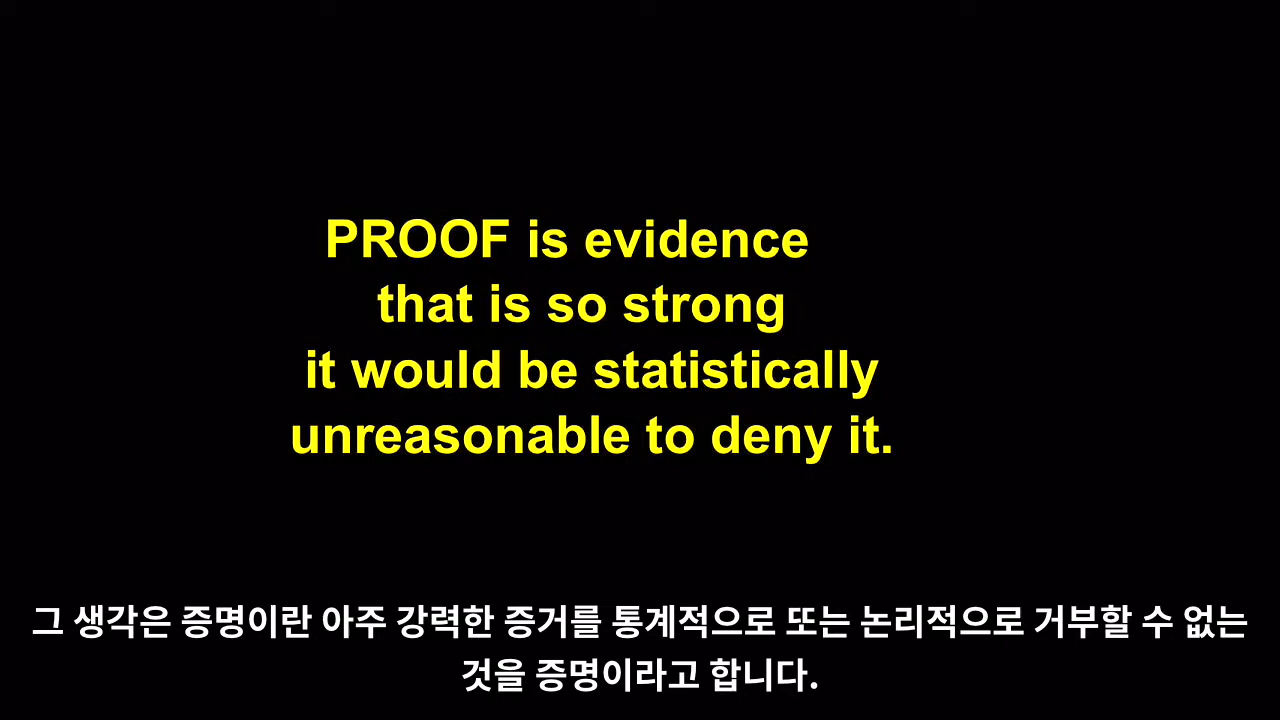 PROOF is evidence
that is so strong
it would be statistically
unreasonable to deny it.
그 생각은 증명이란 아주 강력한 증거를 통계적으로 또는 논리적으로 거부할 수 없는
것을 증명이라고 합니다.